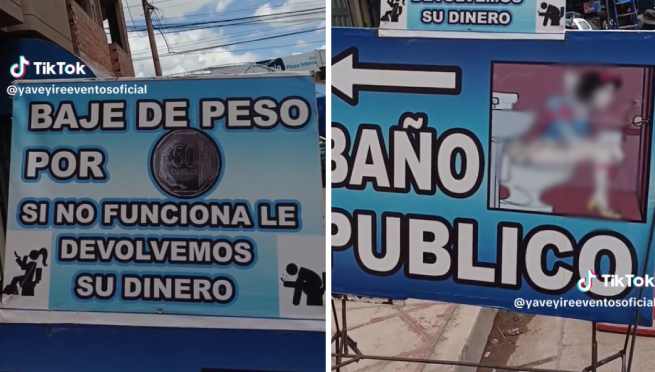 TikTok
@yaveyireeventosoficial
BAJE DE PESO
POR 50
SI NO FUNCIONA LE
DEVOLVEMOS
SU DINERO
DEVOLVEMOS
SU DINERO
BAÑO
PUBLICO
TikTok
@yaveyireeventosoficial